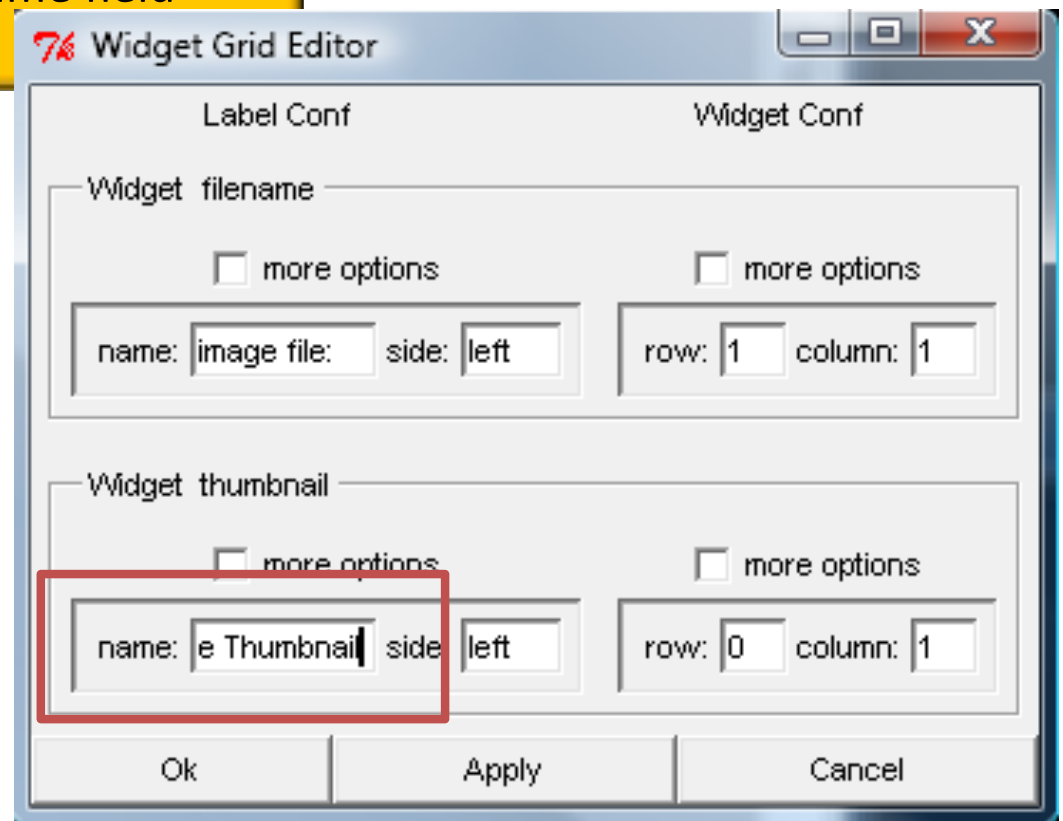 field
Widget Grid Editor
Label Conf Widget Conf
Widget filename
more options more options
name: image file: side: left row: 1 column: 1
Widget thumbnail
more options more options
name: e Thumbnail side left row: 0 column: 1
Ok Apply Cancel